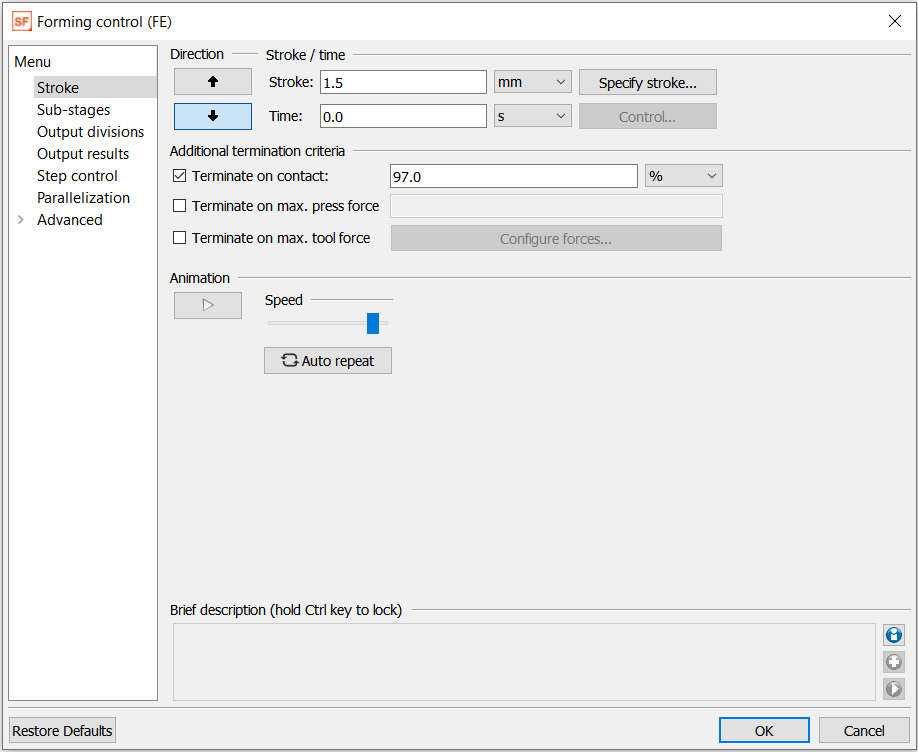 SF Forming control (FE)
Menu
Stroke
Sub-stages
Output divisions
Output results
Step control
Parallelization
Advanced
Direction
Stroke / time
Stroke: 1.5 mm Specify stroke...
Time: 0.0 s Control...
Additional termination criteria
Terminate on contact: 97.0 %
Terminate on max. press force
Terminate on max. tool force Configure forces...
Animation
Speed
Auto repeat
Brief description (hold Ctrl key to lock)
Restore Defaults OK Cancel